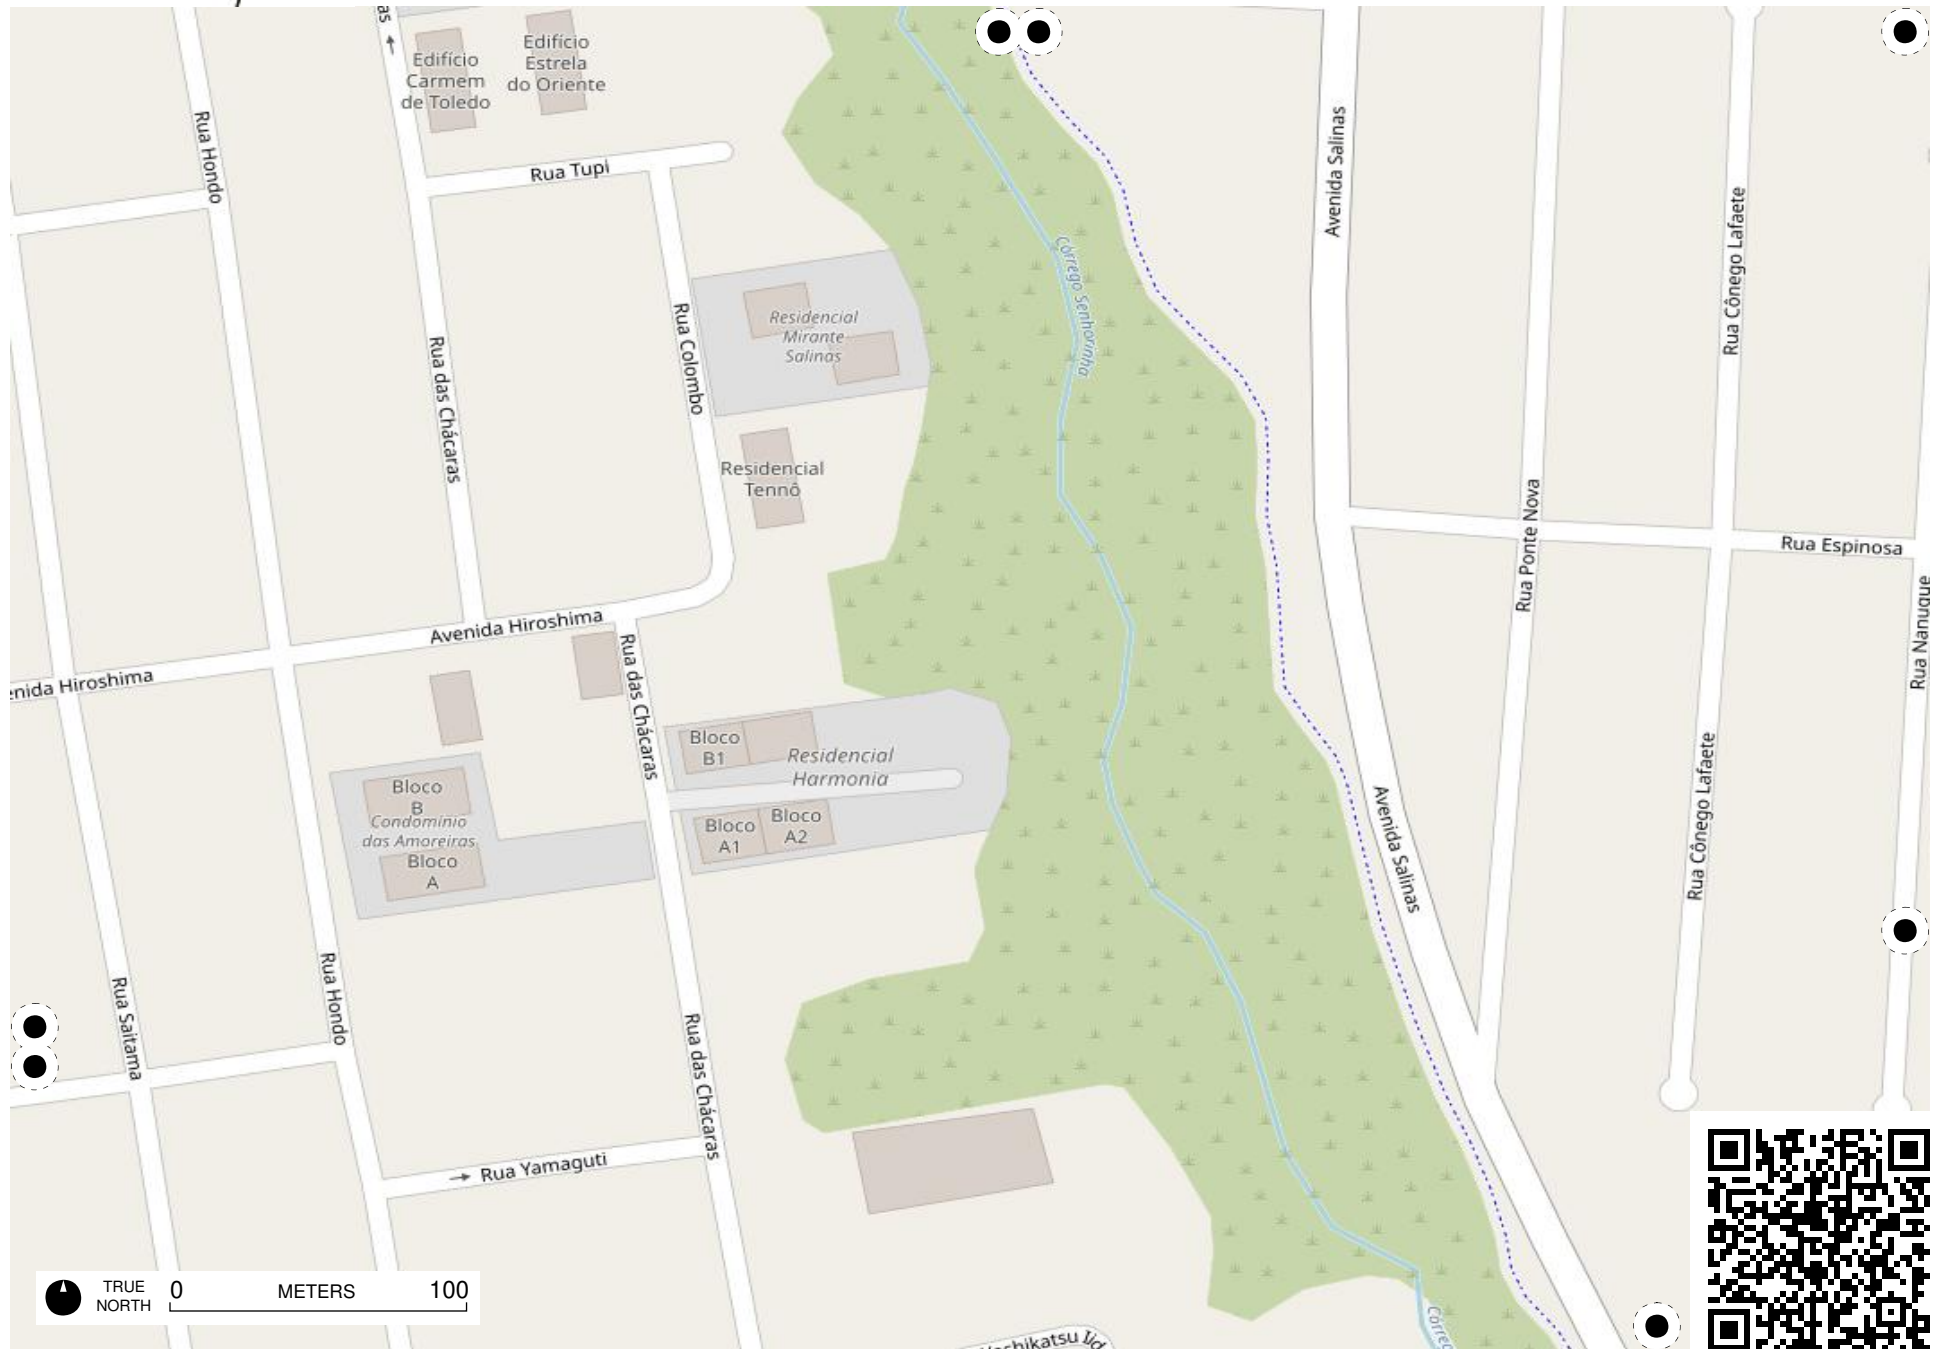 Edifício
Carmem
de Toledo
Edifício
Estrela
do Oriente
Rua Hondo
Rua Tupi
Avenida Salinas
Rua Cônego Lafaete
Córrego Senhorinha
Residencial
Mirante
Salinas
Rua Colombo
Rua das Chácaras
Residencial
Tennô
Rua Ponte Nova
Rua Espinosa
Rua Nanuque
Avenida Hiroshima
enida Hiroshima
Rua das Chácaras
Bloco
B1
Residencial
Harmonia
Bloco
A1
Bloco
A2
Bloco
B
Condomínio
das Amoreiras
Bloco
A
Rua Cônego Lafaete
Avenida Salinas
Rua Saitama
Rua Hondo
Rua das Chácaras
→ Rua Yamaguti
TRUE
NORTH
0 METERS 100